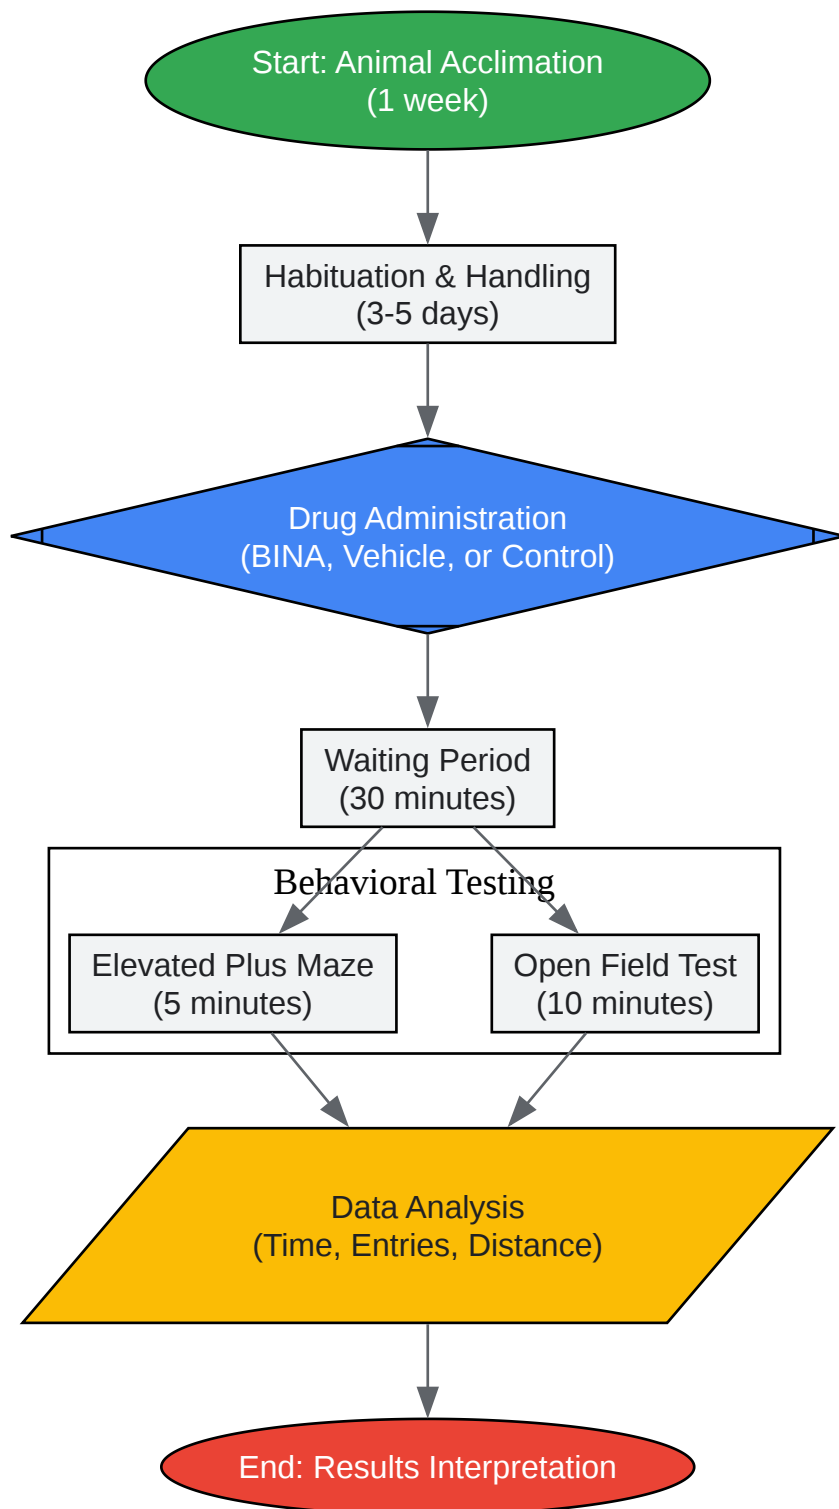 Start: Animal Acclimation
(1 week)
Habituation & Handling
(3-5 days)
Drug Administration
(BINA, Vehicle, or Control)
Waiting Period
(30 minutes)
Behavioral Testing
Elevated Plus Maze
(5 minutes)
Open Field Test
(10 minutes)
Data Analysis
(Time, Entries, Distance)
End: Results Interpretation